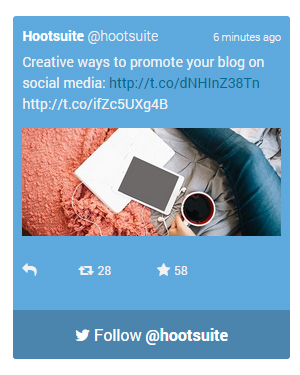 Hootsuite @hootsuite 6 minutes ago
Creative ways to promote your blog on
social media: http://t.co/dNHInZ38Tn
http://t.co/ifZc5UXg4B
28 58
Follow @hootsuite